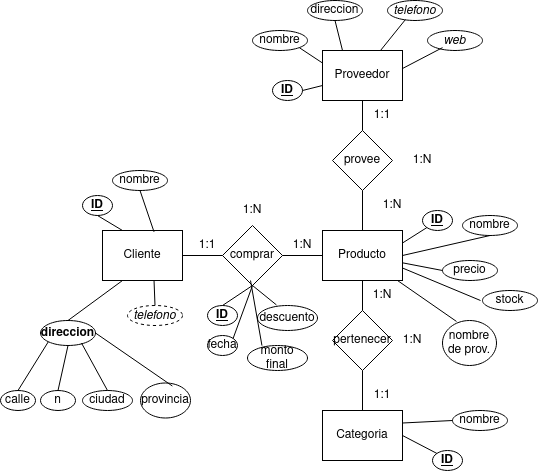 direccion
telefono
nombre
web
Proveedor
ID
1:1
provee
1:N
1:N
nombre
ID
1:N
ID
nombre
Cliente
1:1
comprar
1:N
Producto
precio
1:N
stock
direccion
telefono
ID
descuento
fecha
monto
final
pertenecer
1:N
nombre
de prov.
calle
n
ciudad
provincia
1:1
nombre
Categoria
ID